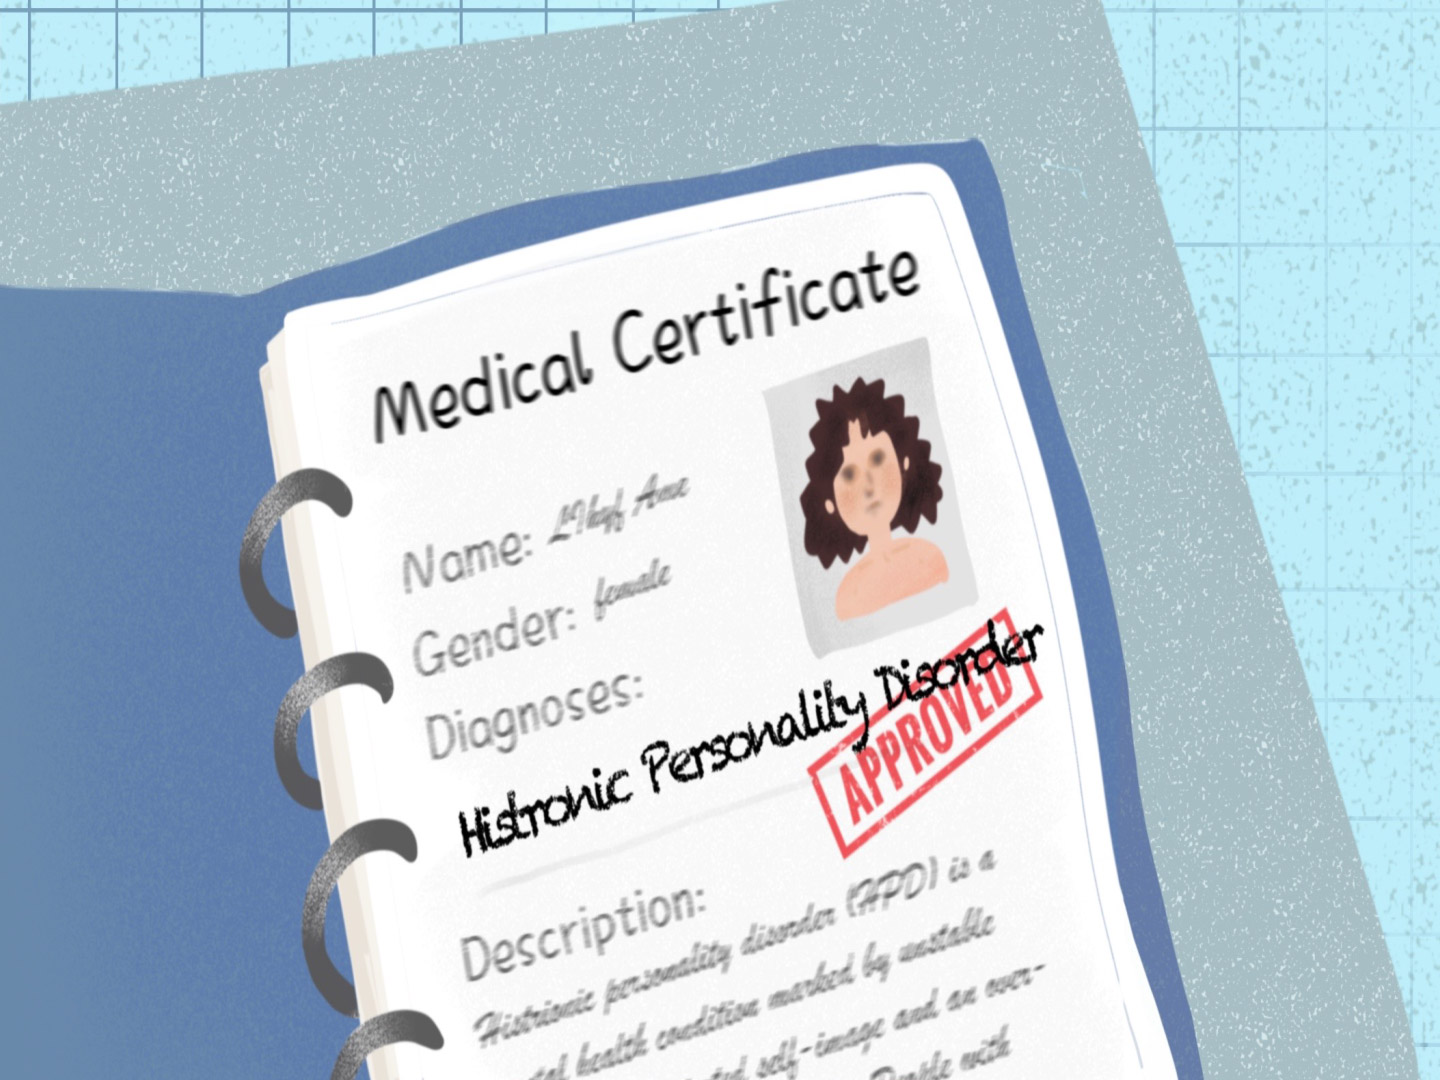 Medical Certificate
Name:
Gender: female
Diagnoses:
Histronic Personality Disorder
APPROVED
Description:
Histrionic personality disorder (HPD) is a
health condition marked by unstable
self-image and an over-
People with